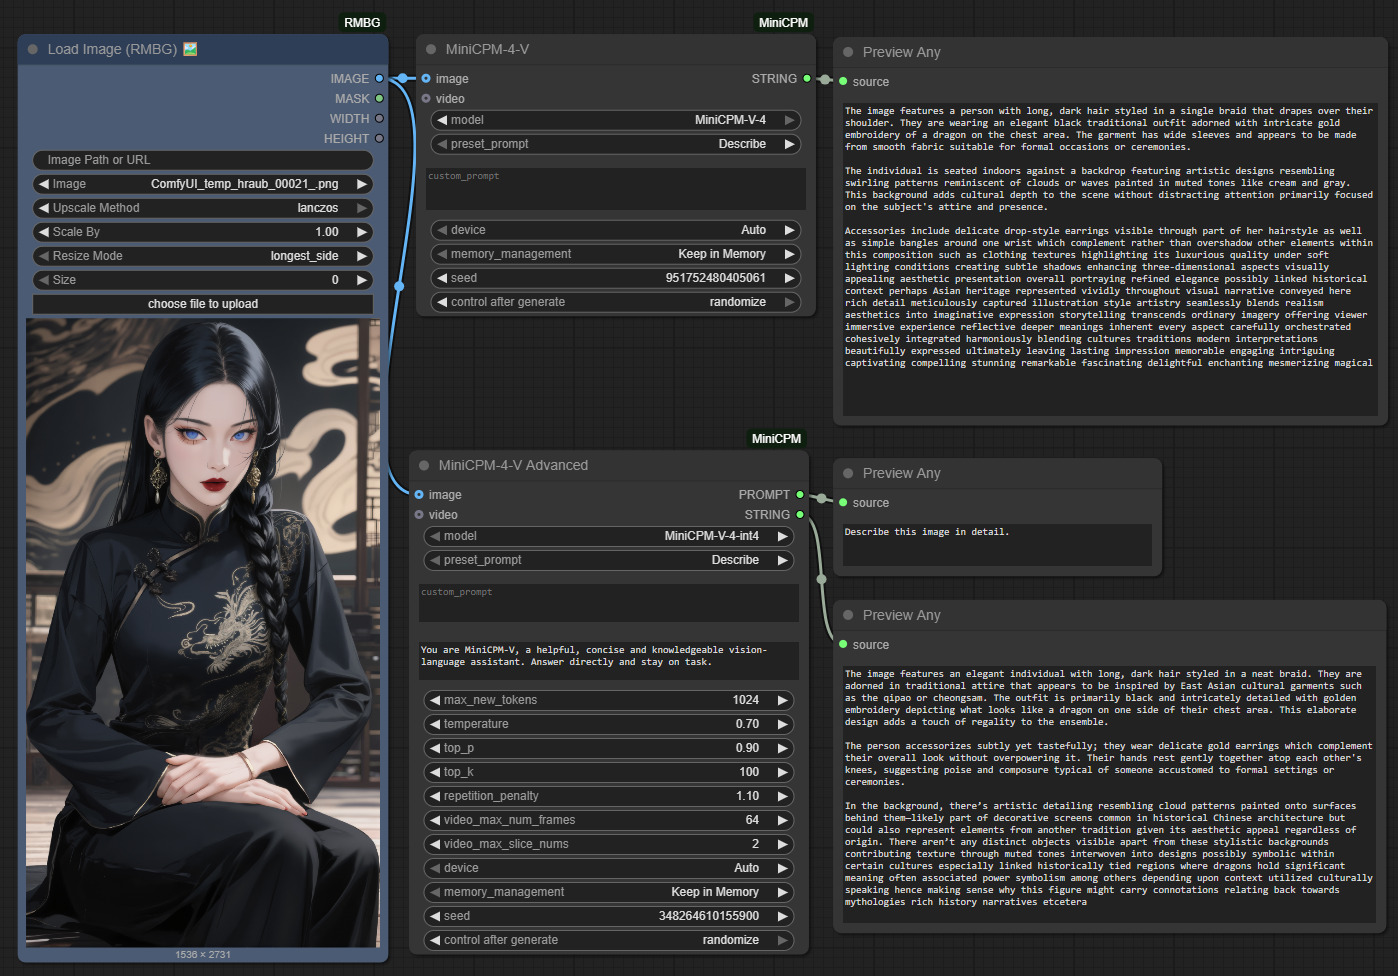 RMBG
Load Image (RMBG)
IMAGE
MASK
WIDTH
HEIGHT
Image Path or URL
Image ComfyUI_temp_hraub_00021_.png
Upscale Method lanczos
Scale By 1.00
Resize Mode longest_side
Size 0
choose file to upload
1536 × 2731
MiniCPM
MiniCPM-4-V
image STRING
video
model MiniCPM-V-4
preset_prompt Describe
custom_prompt
device Auto
memory_management Keep in Memory
seed 951752480405061
control after generate randomize
Preview Any
source
The image features a person with long, dark hair styled in a single braid that drapes over their
shoulder. They are wearing an elegant black traditional outfit adorned with intricate gold
embroidery of a dragon on the chest area. The garment has wide sleeves and appears to be made
from smooth fabric suitable for formal occasions or ceremonies.
The individual is seated indoors against a backdrop featuring artistic designs resembling
swirling patterns reminiscent of clouds or waves painted in muted tones like cream and gray.
This background adds cultural depth to the scene without distracting attention primarily focused
on the subject's attire and presence.
Accessories include delicate drop-style earrings visible through part of her hairstyle as well
as simple bangles around one wrist which complement rather than overshadow other elements within
this composition such as clothing textures highlighting its luxurious quality under soft
lighting conditions creating subtle shadows enhancing three-dimensional aspects visually
appealing aesthetic presentation overall portraying refined elegance possibly linked historical
context perhaps Asian heritage represented vividly throughout visual narrative conveyed here
rich detail meticulously captured illustration style artistry seamlessly blends realism
aesthetics into imaginative expression storytelling transcends ordinary imagery offering viewer
immersive experience reflective deeper meanings inherent every aspect carefully orchestrated
cohesively integrated harmoniously blending cultures traditions modern interpretations
beautifully expressed ultimately leaving lasting impression memorable engaging intriguing
captivating compelling stunning remarkable fascinating delightful enchanting mesmerizing magical
MiniCPM
MiniCPM-4-V Advanced
image PROMPT
video STRING
model MiniCPM-V-4-int4
preset_prompt Describe
custom_prompt
You are MiniCPM-V, a helpful, concise and knowledgeable vision-
language assistant. Answer directly and stay on task.
max_new_tokens 1024
temperature 0.70
top_p 0.90
top_k 100
repetition_penalty 1.10
video_max_num_frames 64
video_max_slice_nums 2
device Auto
memory_management Keep in Memory
seed 348264610155900
control after generate randomize
Preview Any
source
Describe this image in detail.
Preview Any
source
The image features an elegant individual with long, dark hair styled in a neat braid. They are
adorned in traditional attire that appears to be inspired by East Asian cultural garments such
as the qipao or cheongsam. The outfit is primarily black and intricately detailed with golden
embroidery depicting what looks like a dragon on one side of their chest area. This elaborate
design adds a touch of regality to the ensemble.
The person accessorizes subtly yet tastefully; they wear delicate gold earrings which complement
their overall look without overpowering it. Their hands rest gently together atop each other's
knees, suggesting poise and composure typical of someone accustomed to formal settings or
ceremonies.
In the background, there’s artistic detailing resembling cloud patterns painted onto surfaces
behind them—likely part of decorative screens common in historical Chinese architecture but
could also represent elements from another tradition given its aesthetic appeal regardless of
origin. There aren’t any distinct objects visible apart from these stylistic backgrounds
contributing texture through muted tones interwoven into designs possibly symbolic within
certain cultures especially linked historically tied regions where dragons hold significant
meaning often associated power symbolism among others depending upon context utilized culturally
speaking hence making sense why this figure might carry connotations relating back towards
mythologies rich history narratives etcetera